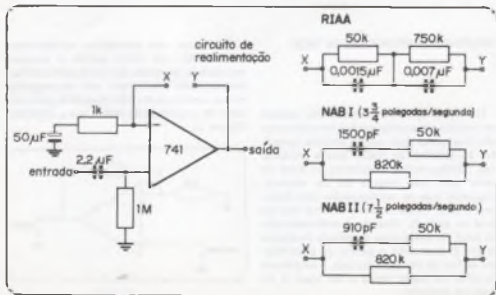 RIAA
circuito de
realimentação
X Y
1k
50µF
741
saída
2,2µF
entrada
1M
50k 750k
X Y
0,0015µF 0,007µF
NAB I (3 3/4 polegadas/segundo)
1500pF 50k
X Y
820k
NAB II (7 1/2 polegadas/segundo)
910pF 50k
X Y
820k